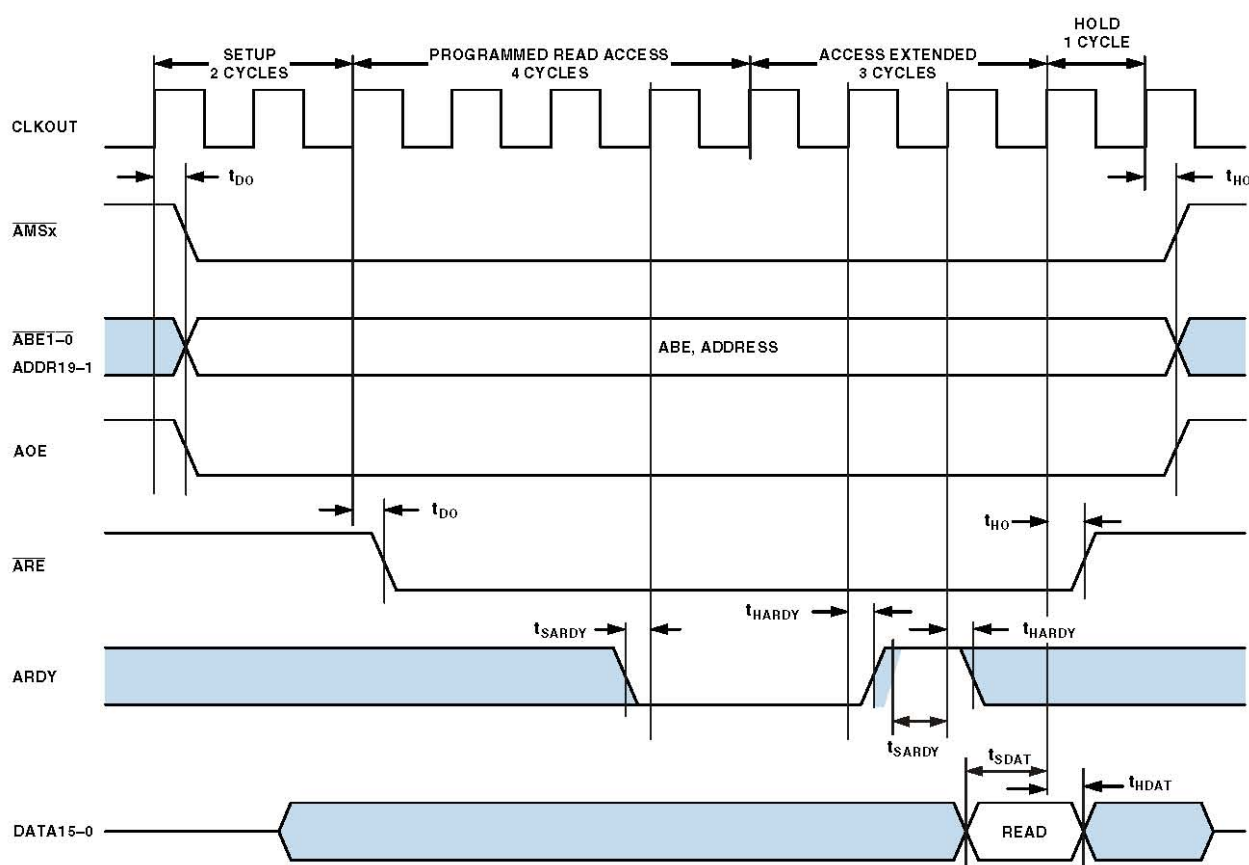 HOLD
1 CYCLE
SETUP
2 CYCLES
PROGRAMMED READ ACCESS
4 CYCLES
ACCESS EXTENDED
3 CYCLES
CLKOUT
tDO
tHO
AMSx
ABE1–0
ADDR19–1
ABE, ADDRESS
AOE
tDO
tHO
ARE
tSARDY
tHARDY
tHARDY
ARDY
tSARDY
tSDAT
tHDAT
DATA15–0
READ